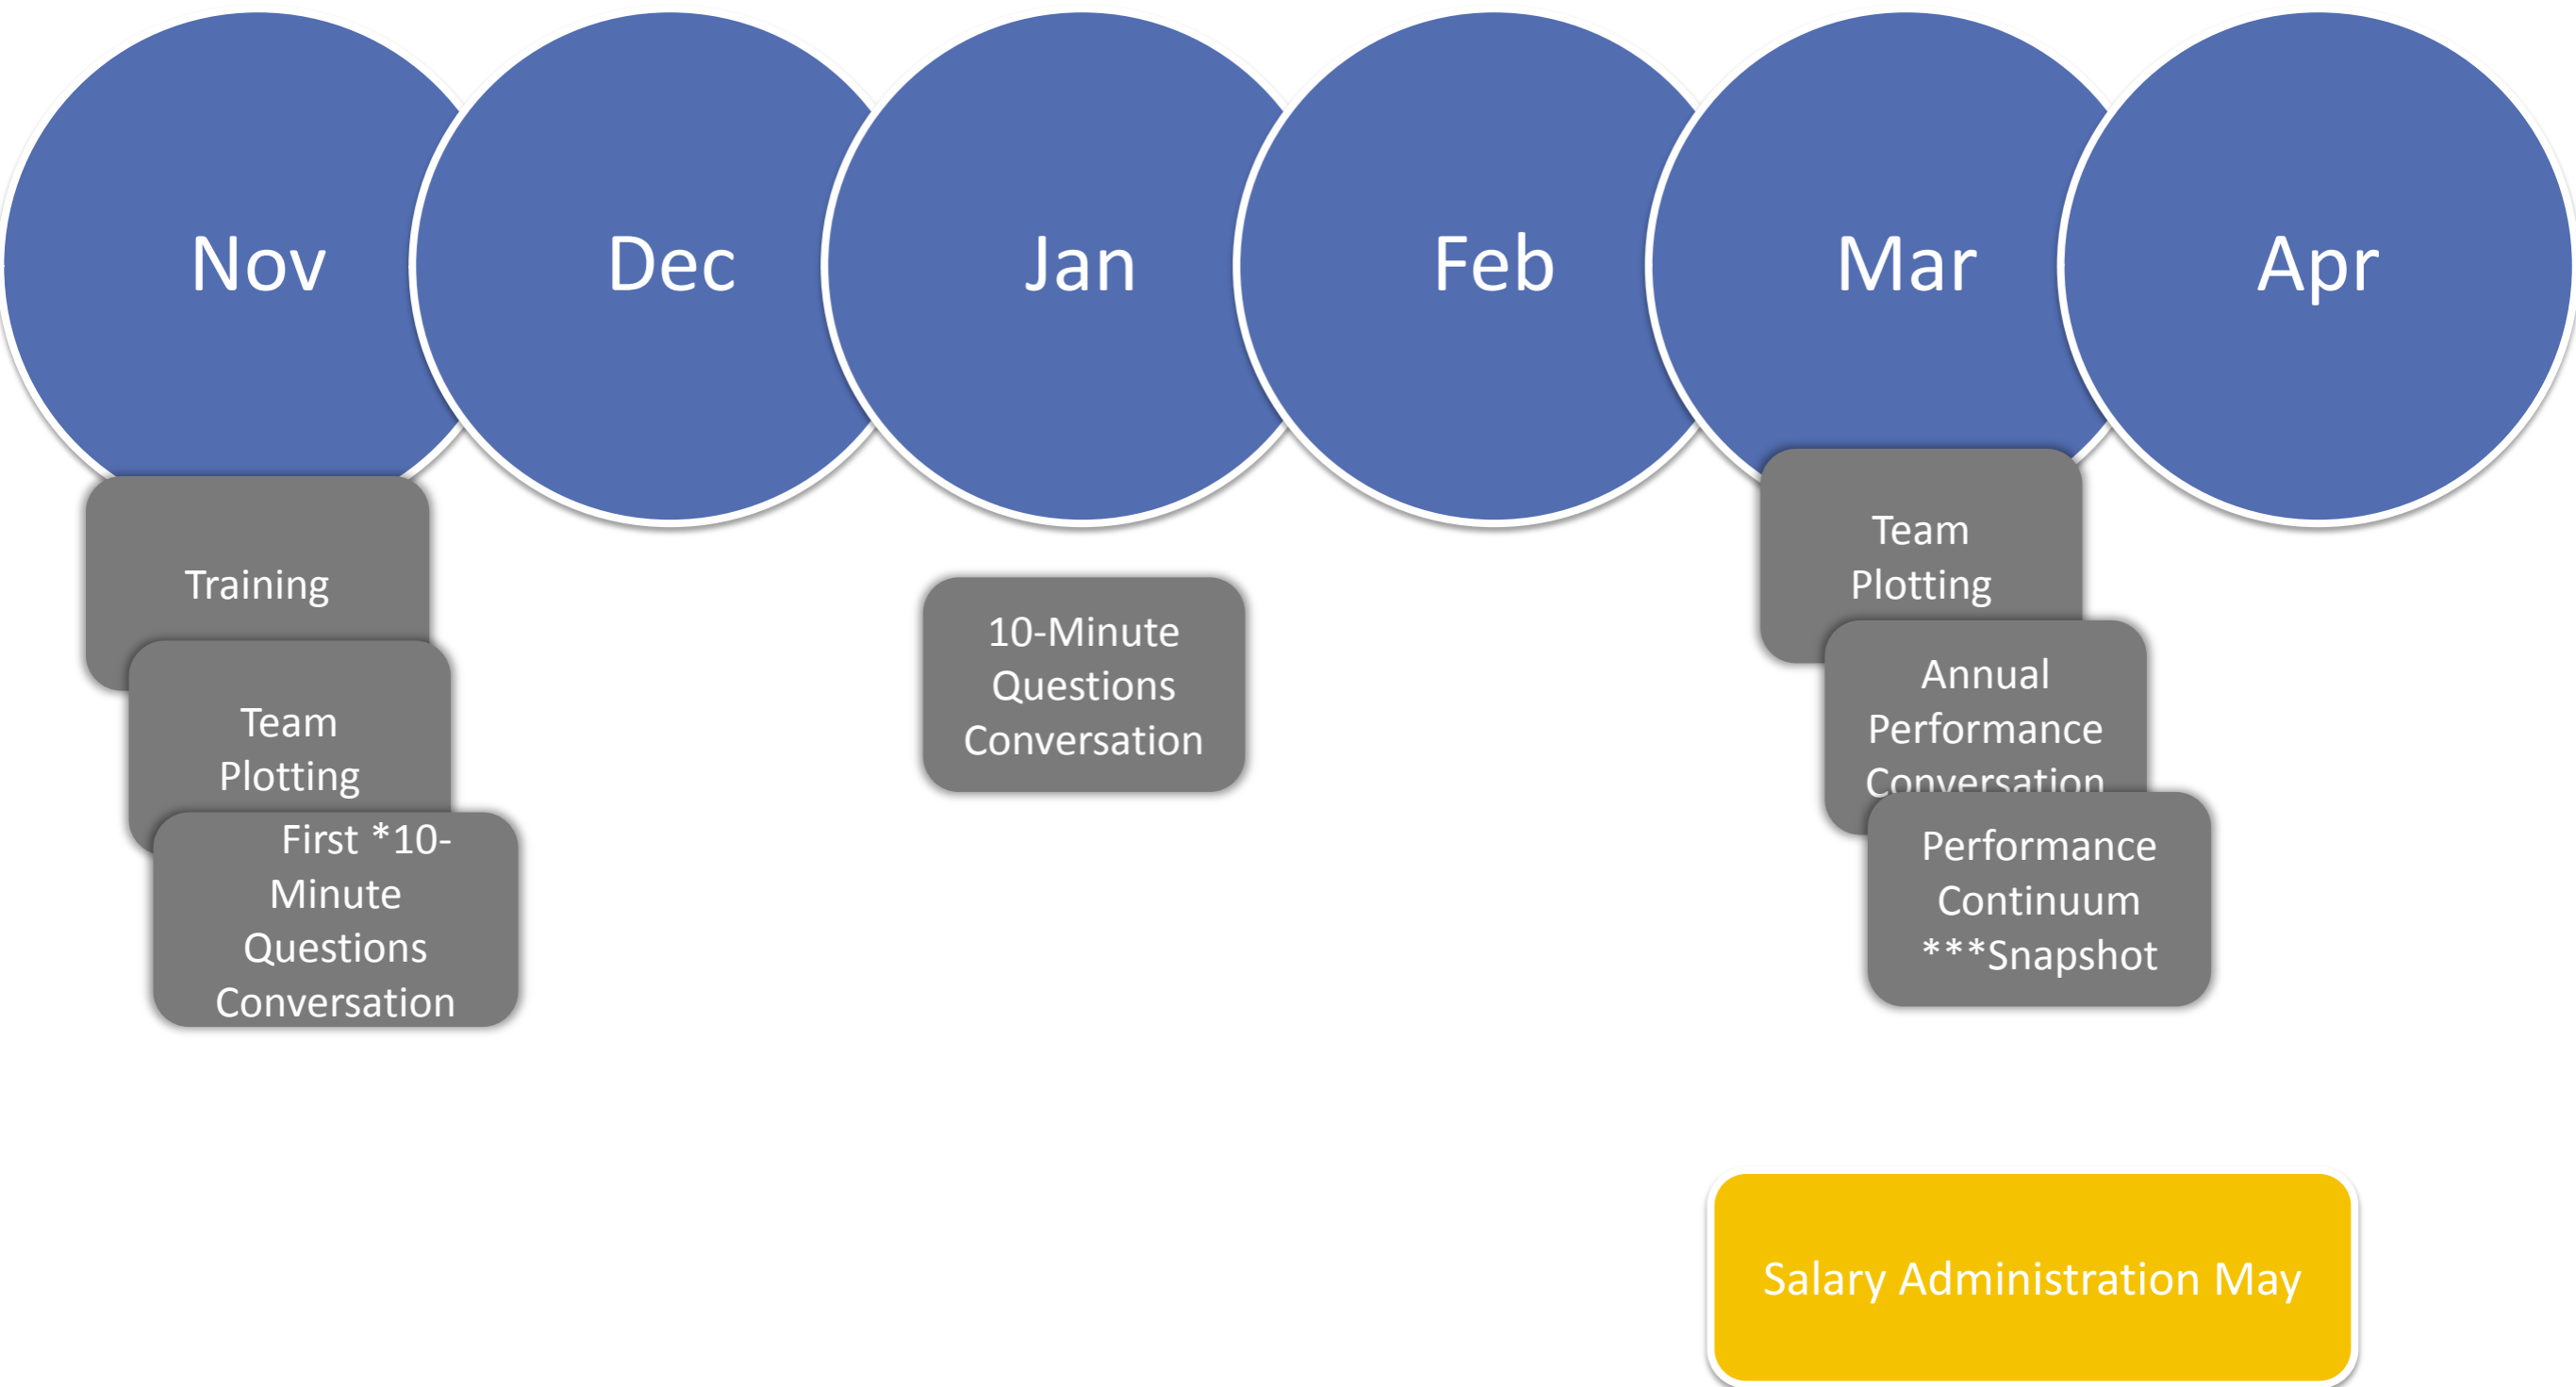 Nov
Dec
Jan
Feb
Mar
Apr
Training
Team
Plotting
First *10-
Minute
Questions
Conversation
10-Minute
Questions
Conversation
Team
Plotting
Annual
Performance
Conversation
Performance
Continuum
***Snapshot
Salary Administration May